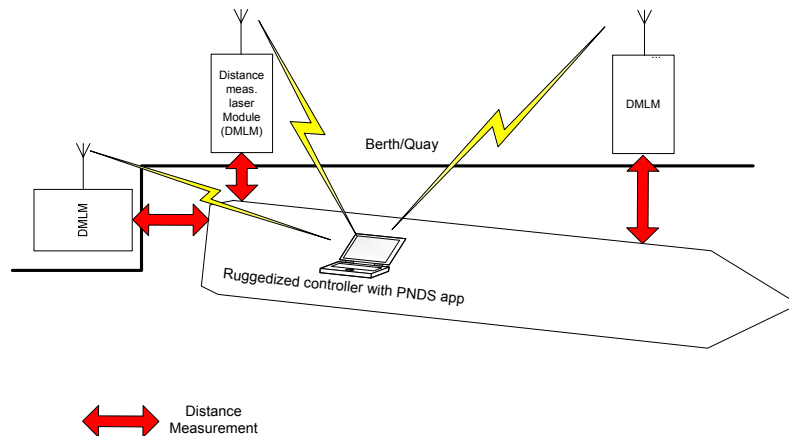 Distance
meas.
laser
Module
(DMLM)
DMLM
Berth/Quay
DMLM
Ruggedized controller with PNDS app
Distance
Measurement